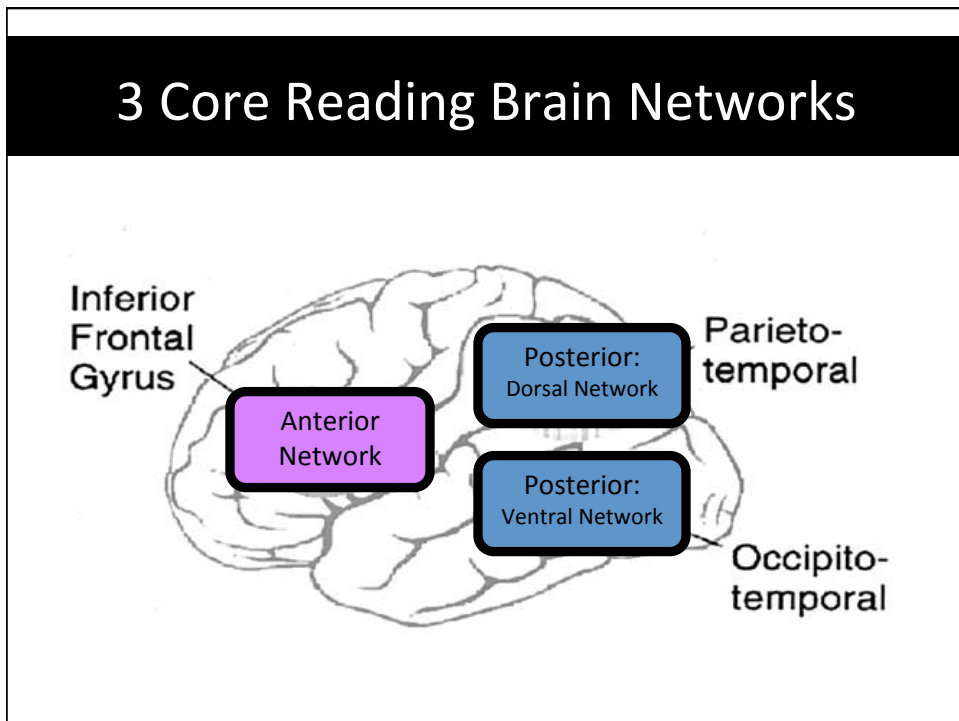 3 Core Reading Brain Networks
Inferior
Frontal
Gyrus
Anterior
Network
Posterior:
Dorsal Network
Parieto-
temporal
Posterior:
Ventral Network
Occipito-
temporal